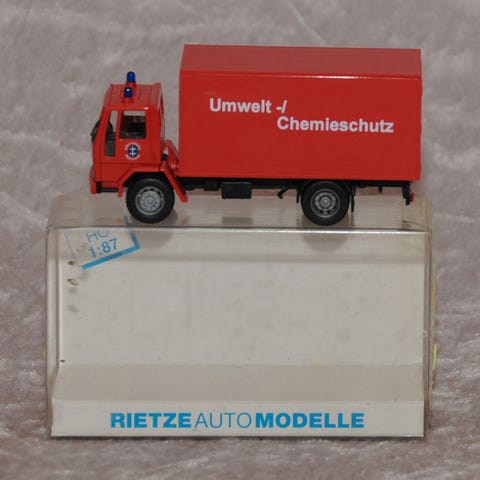 Umwelt -/
Chemieschutz
HO
1:87
RIETZE AUTO MODELLE